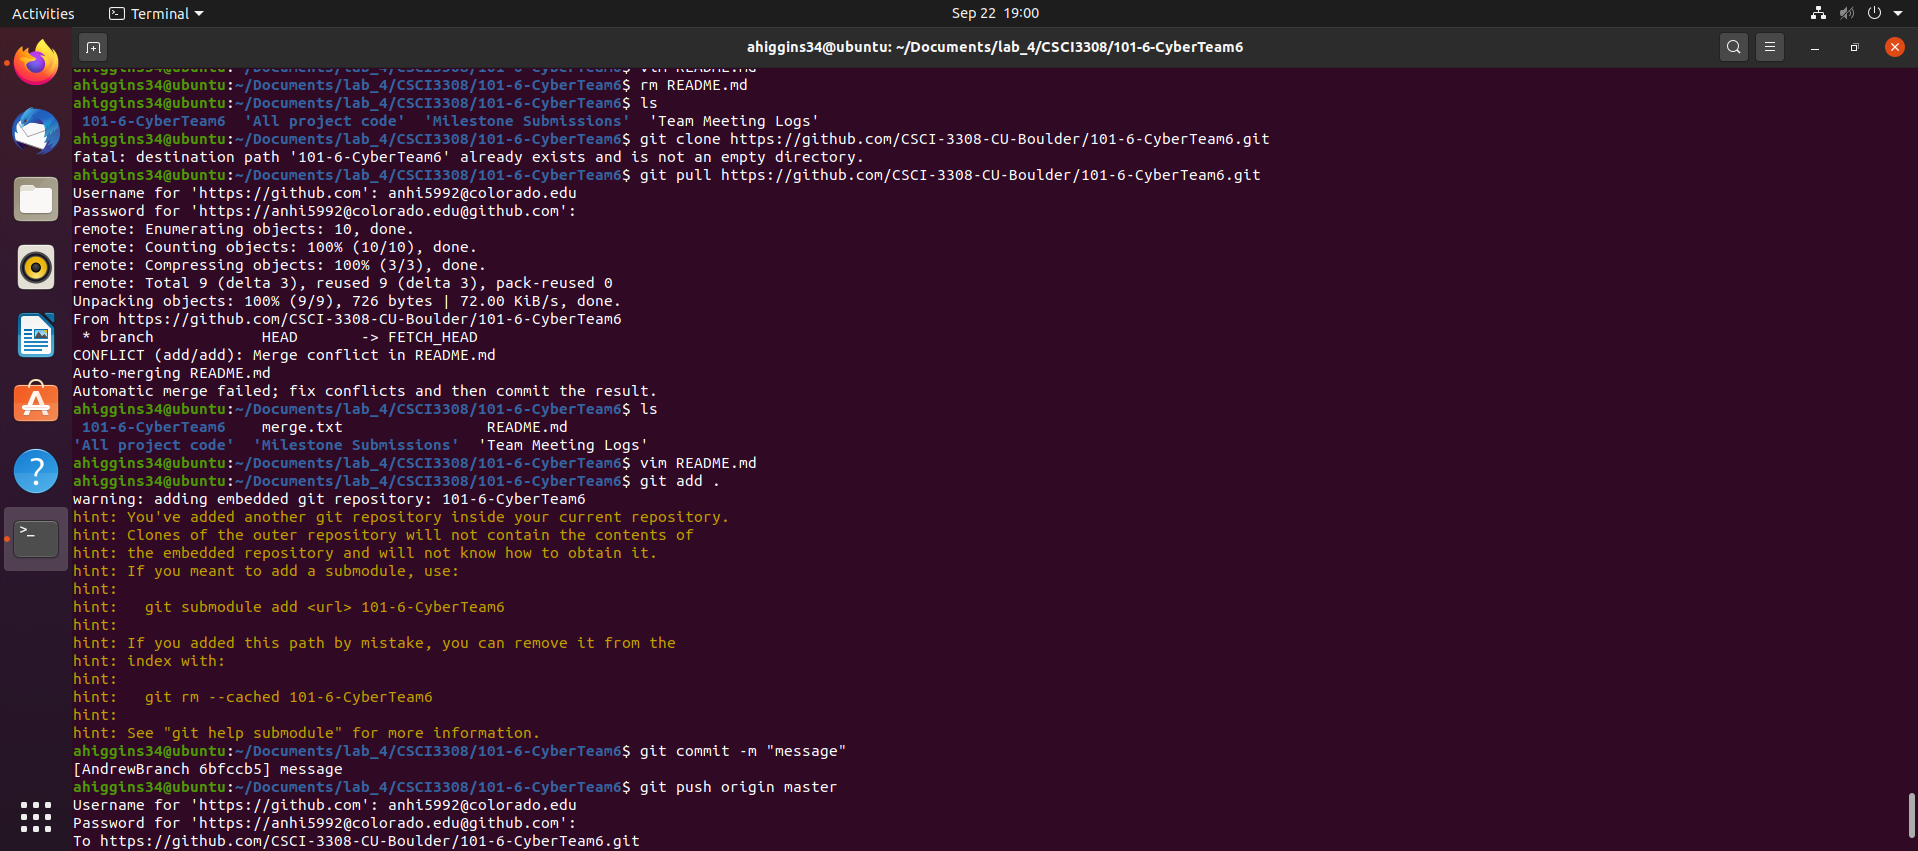 Activities
Terminal
Sep 22 19:00
ahiggins34@ubuntu: ~/Documents/lab_4/CSCI3308/101-6-CyberTeam6
ahiggins34@ubuntu:~/Documents/lab_4/CSCI3308/101-6-CyberTeam6$ vim README.md
ahiggins34@ubuntu:~/Documents/lab_4/CSCI3308/101-6-CyberTeam6$ rm README.md
ahiggins34@ubuntu:~/Documents/lab_4/CSCI3308/101-6-CyberTeam6$ ls
101-6-CyberTeam6  'All project code'  'Milestone Submissions'  'Team Meeting Logs'
ahiggins34@ubuntu:~/Documents/lab_4/CSCI3308/101-6-CyberTeam6$ git clone https://github.com/CSCI-3308-CU-Boulder/101-6-CyberTeam6.git
fatal: destination path '101-6-CyberTeam6' already exists and is not an empty directory.
ahiggins34@ubuntu:~/Documents/lab_4/CSCI3308/101-6-CyberTeam6$ git pull https://github.com/CSCI-3308-CU-Boulder/101-6-CyberTeam6.git
Username for 'https://github.com': anhi5992@colorado.edu
Password for 'https://anhi5992@colorado.edu@github.com':
remote: Enumerating objects: 10, done.
remote: Counting objects: 100% (10/10), done.
remote: Compressing objects: 100% (3/3), done.
remote: Total 9 (delta 3), reused 9 (delta 3), pack-reused 0
Unpacking objects: 100% (9/9), 726 bytes | 72.00 KiB/s, done.
From https://github.com/CSCI-3308-CU-Boulder/101-6-CyberTeam6
 * branch            HEAD       -> FETCH_HEAD
CONFLICT (add/add): Merge conflict in README.md
Auto-merging README.md
Automatic merge failed; fix conflicts and then commit the result.
ahiggins34@ubuntu:~/Documents/lab_4/CSCI3308/101-6-CyberTeam6$ ls
 101-6-CyberTeam6    merge.txt                README.md
'All project code'  'Milestone Submissions'  'Team Meeting Logs'
ahiggins34@ubuntu:~/Documents/lab_4/CSCI3308/101-6-CyberTeam6$ vim README.md
ahiggins34@ubuntu:~/Documents/lab_4/CSCI3308/101-6-CyberTeam6$ git add .
warning: adding embedded git repository: 101-6-CyberTeam6
hint: You've added another git repository inside your current repository.
hint: Clones of the outer repository will not contain the contents of
hint: the embedded repository and will not know how to obtain it.
hint: If you meant to add a submodule, use:
hint:
hint:   git submodule add <url> 101-6-CyberTeam6
hint:
hint: If you added this path by mistake, you can remove it from the
hint: index with:
hint:
hint:   git rm --cached 101-6-CyberTeam6
hint:
hint: See "git help submodule" for more information.
ahiggins34@ubuntu:~/Documents/lab_4/CSCI3308/101-6-CyberTeam6$ git commit -m "message"
[AndrewBranch 6bfccb5] message
ahiggins34@ubuntu:~/Documents/lab_4/CSCI3308/101-6-CyberTeam6$ git push origin master
Username for 'https://github.com': anhi5992@colorado.edu
Password for 'https://anhi5992@colorado.edu@github.com':
To https://github.com/CSCI-3308-CU-Boulder/101-6-CyberTeam6.git